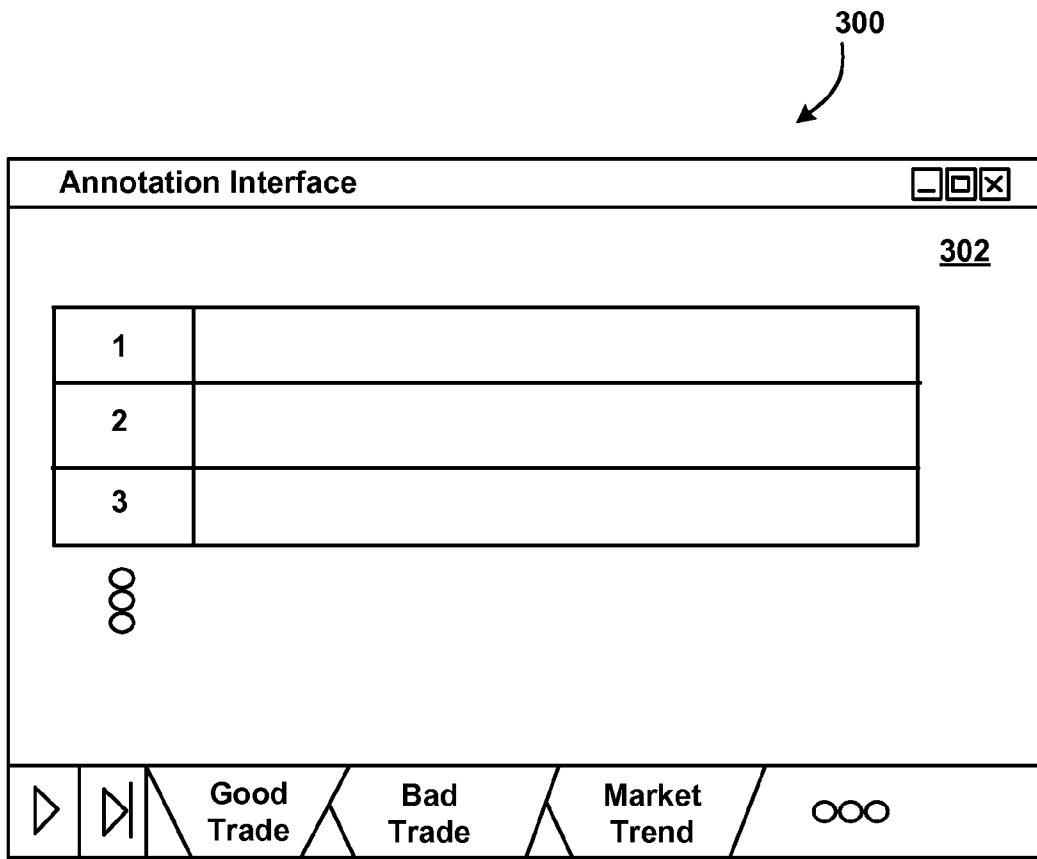 300
Annotation Interface
302
1
2
3
Good Bad Market
Trade Trade Trend